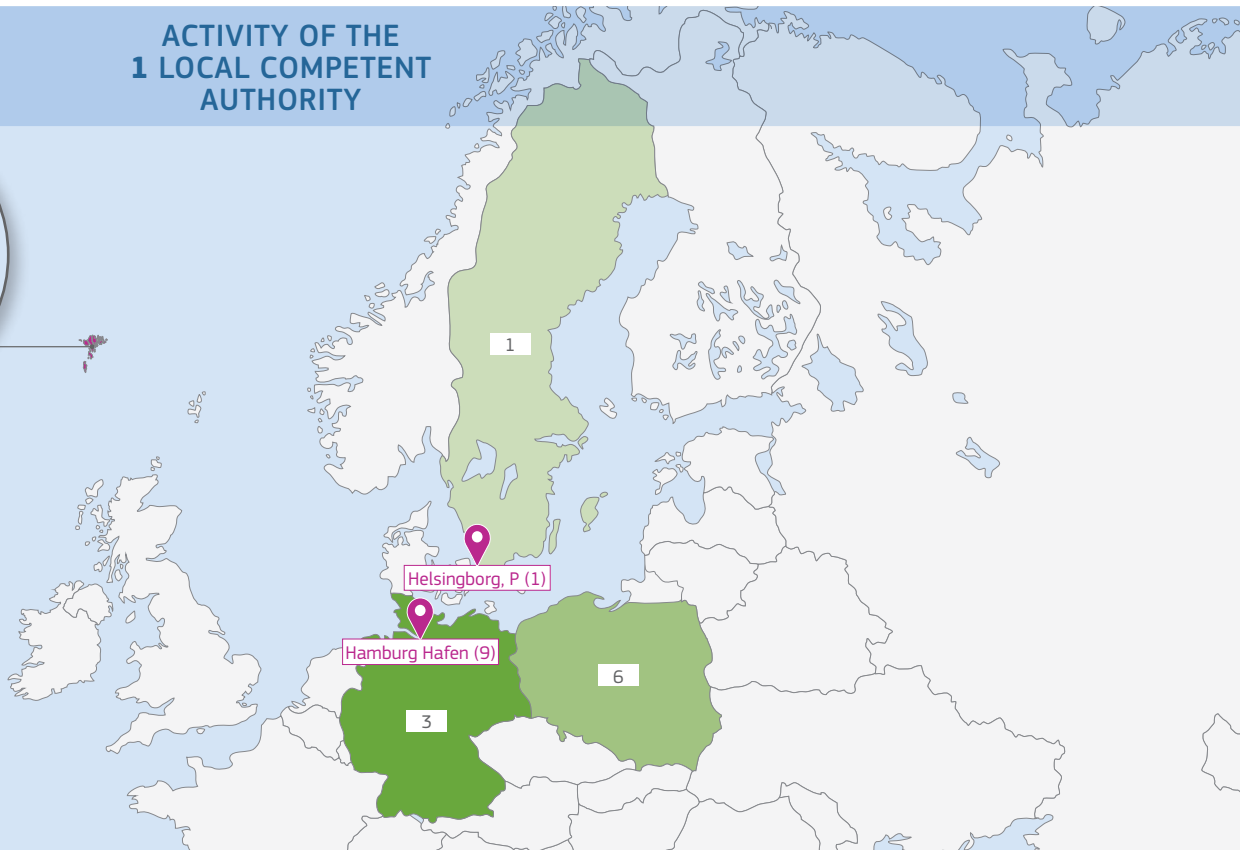 ACTIVITY OF THE
1 LOCAL COMPETENT
AUTHORITY
1
Helsingborg, P (1)
Hamburg Hafen (9)
6
3